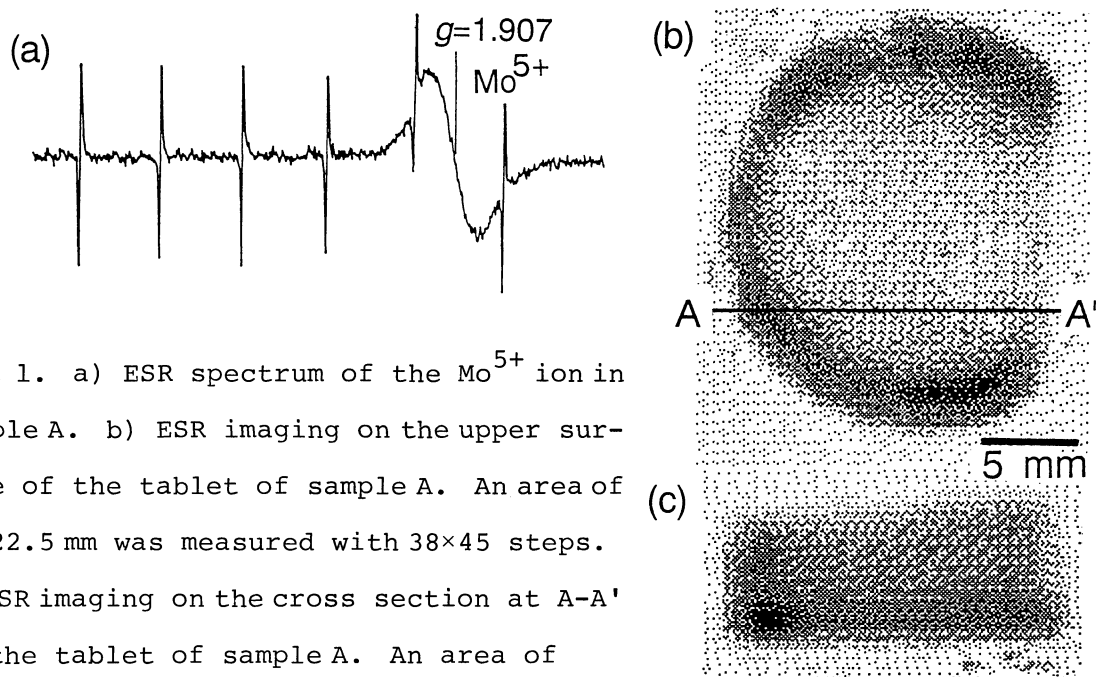 (a)
g=1.907
Mo5+
(b)
A
A'
5 mm
(c)
1. a) ESR spectrum of the Mo5+ ion in
le A. b) ESR imaging on the upper sur-
e of the tablet of sample A. An area of
22.5 mm was measured with 38×45 steps.
SR imaging on the cross section at A-A'
the tablet of sample A. An area of